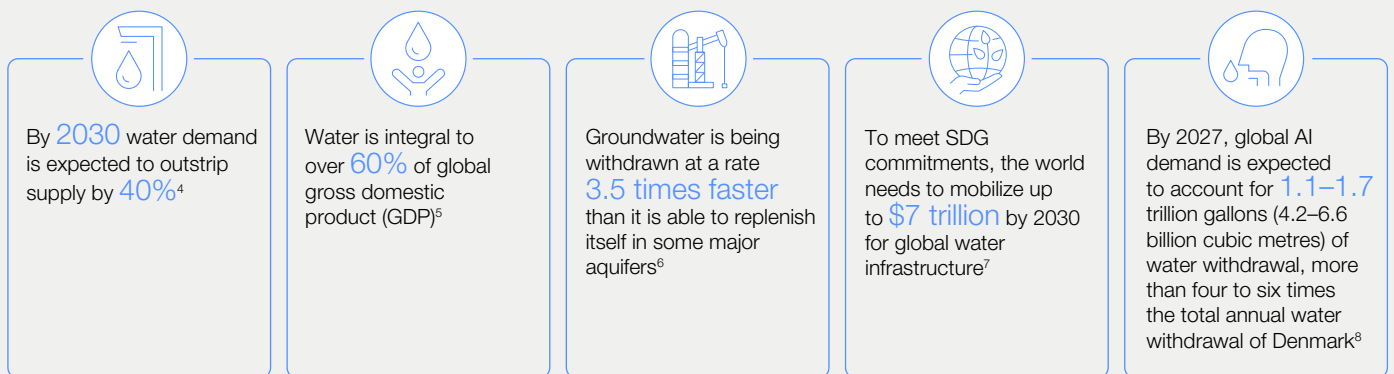 By 2030 water demand
is expected to outstrip
supply by 40%⁴
Water is integral to
over 60% of global
gross domestic
product (GDP)⁵
Groundwater is being
withdrawn at a rate
3.5 times faster
than it is able to replenish
itself in some major
aquifers⁶
To meet SDG
commitments, the world
needs to mobilize up
to $7 trillion by 2030
for global water
infrastructure⁷
By 2027, global AI
demand is expected
to account for 1.1–1.7
trillion gallons (4.2–6.6
billion cubic metres) of
water withdrawal, more
than four to six times
the total annual water
withdrawal of Denmark⁸